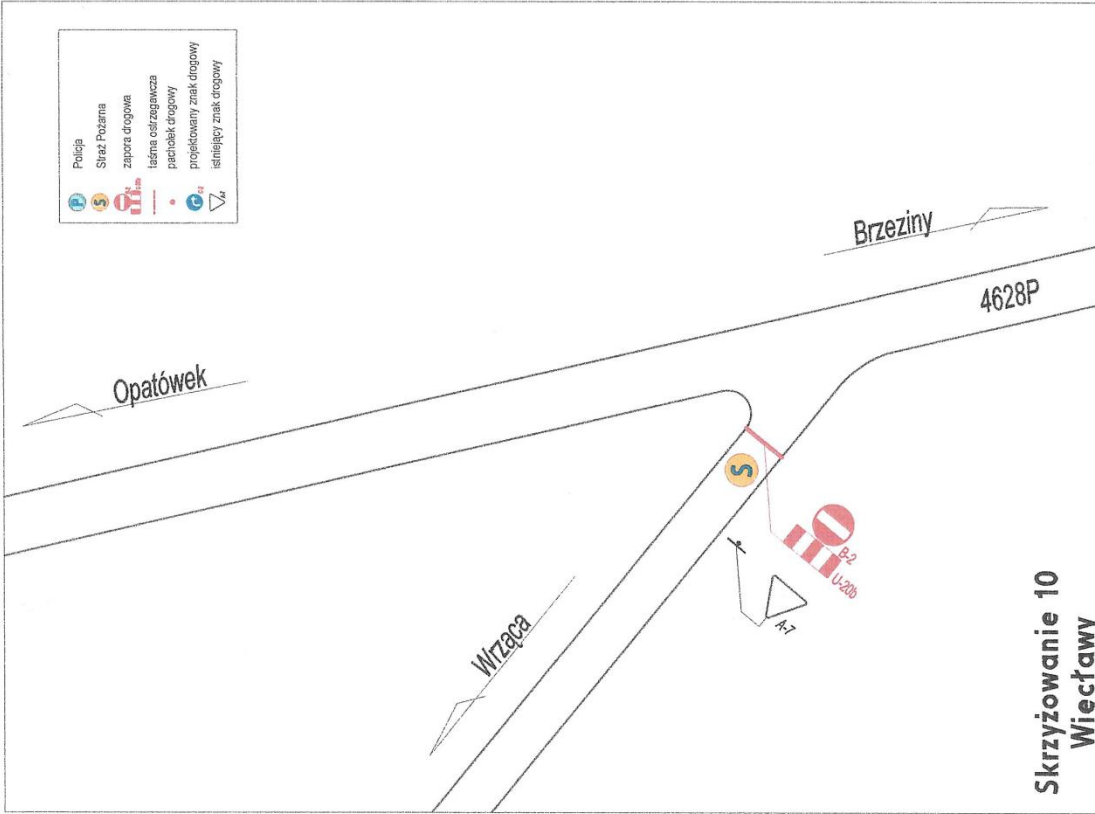 P Policja
S Straż Pożarna
zapora drogowa
taśma ostrzegawcza
pachołek drogowy
projektowany znak drogowy
istniejący znak drogowy
Opatówek
Brzeziny
4628P
Wrząca
S
B-2
U-20b
A-7
Skrzyżowanie 10
Więcławy